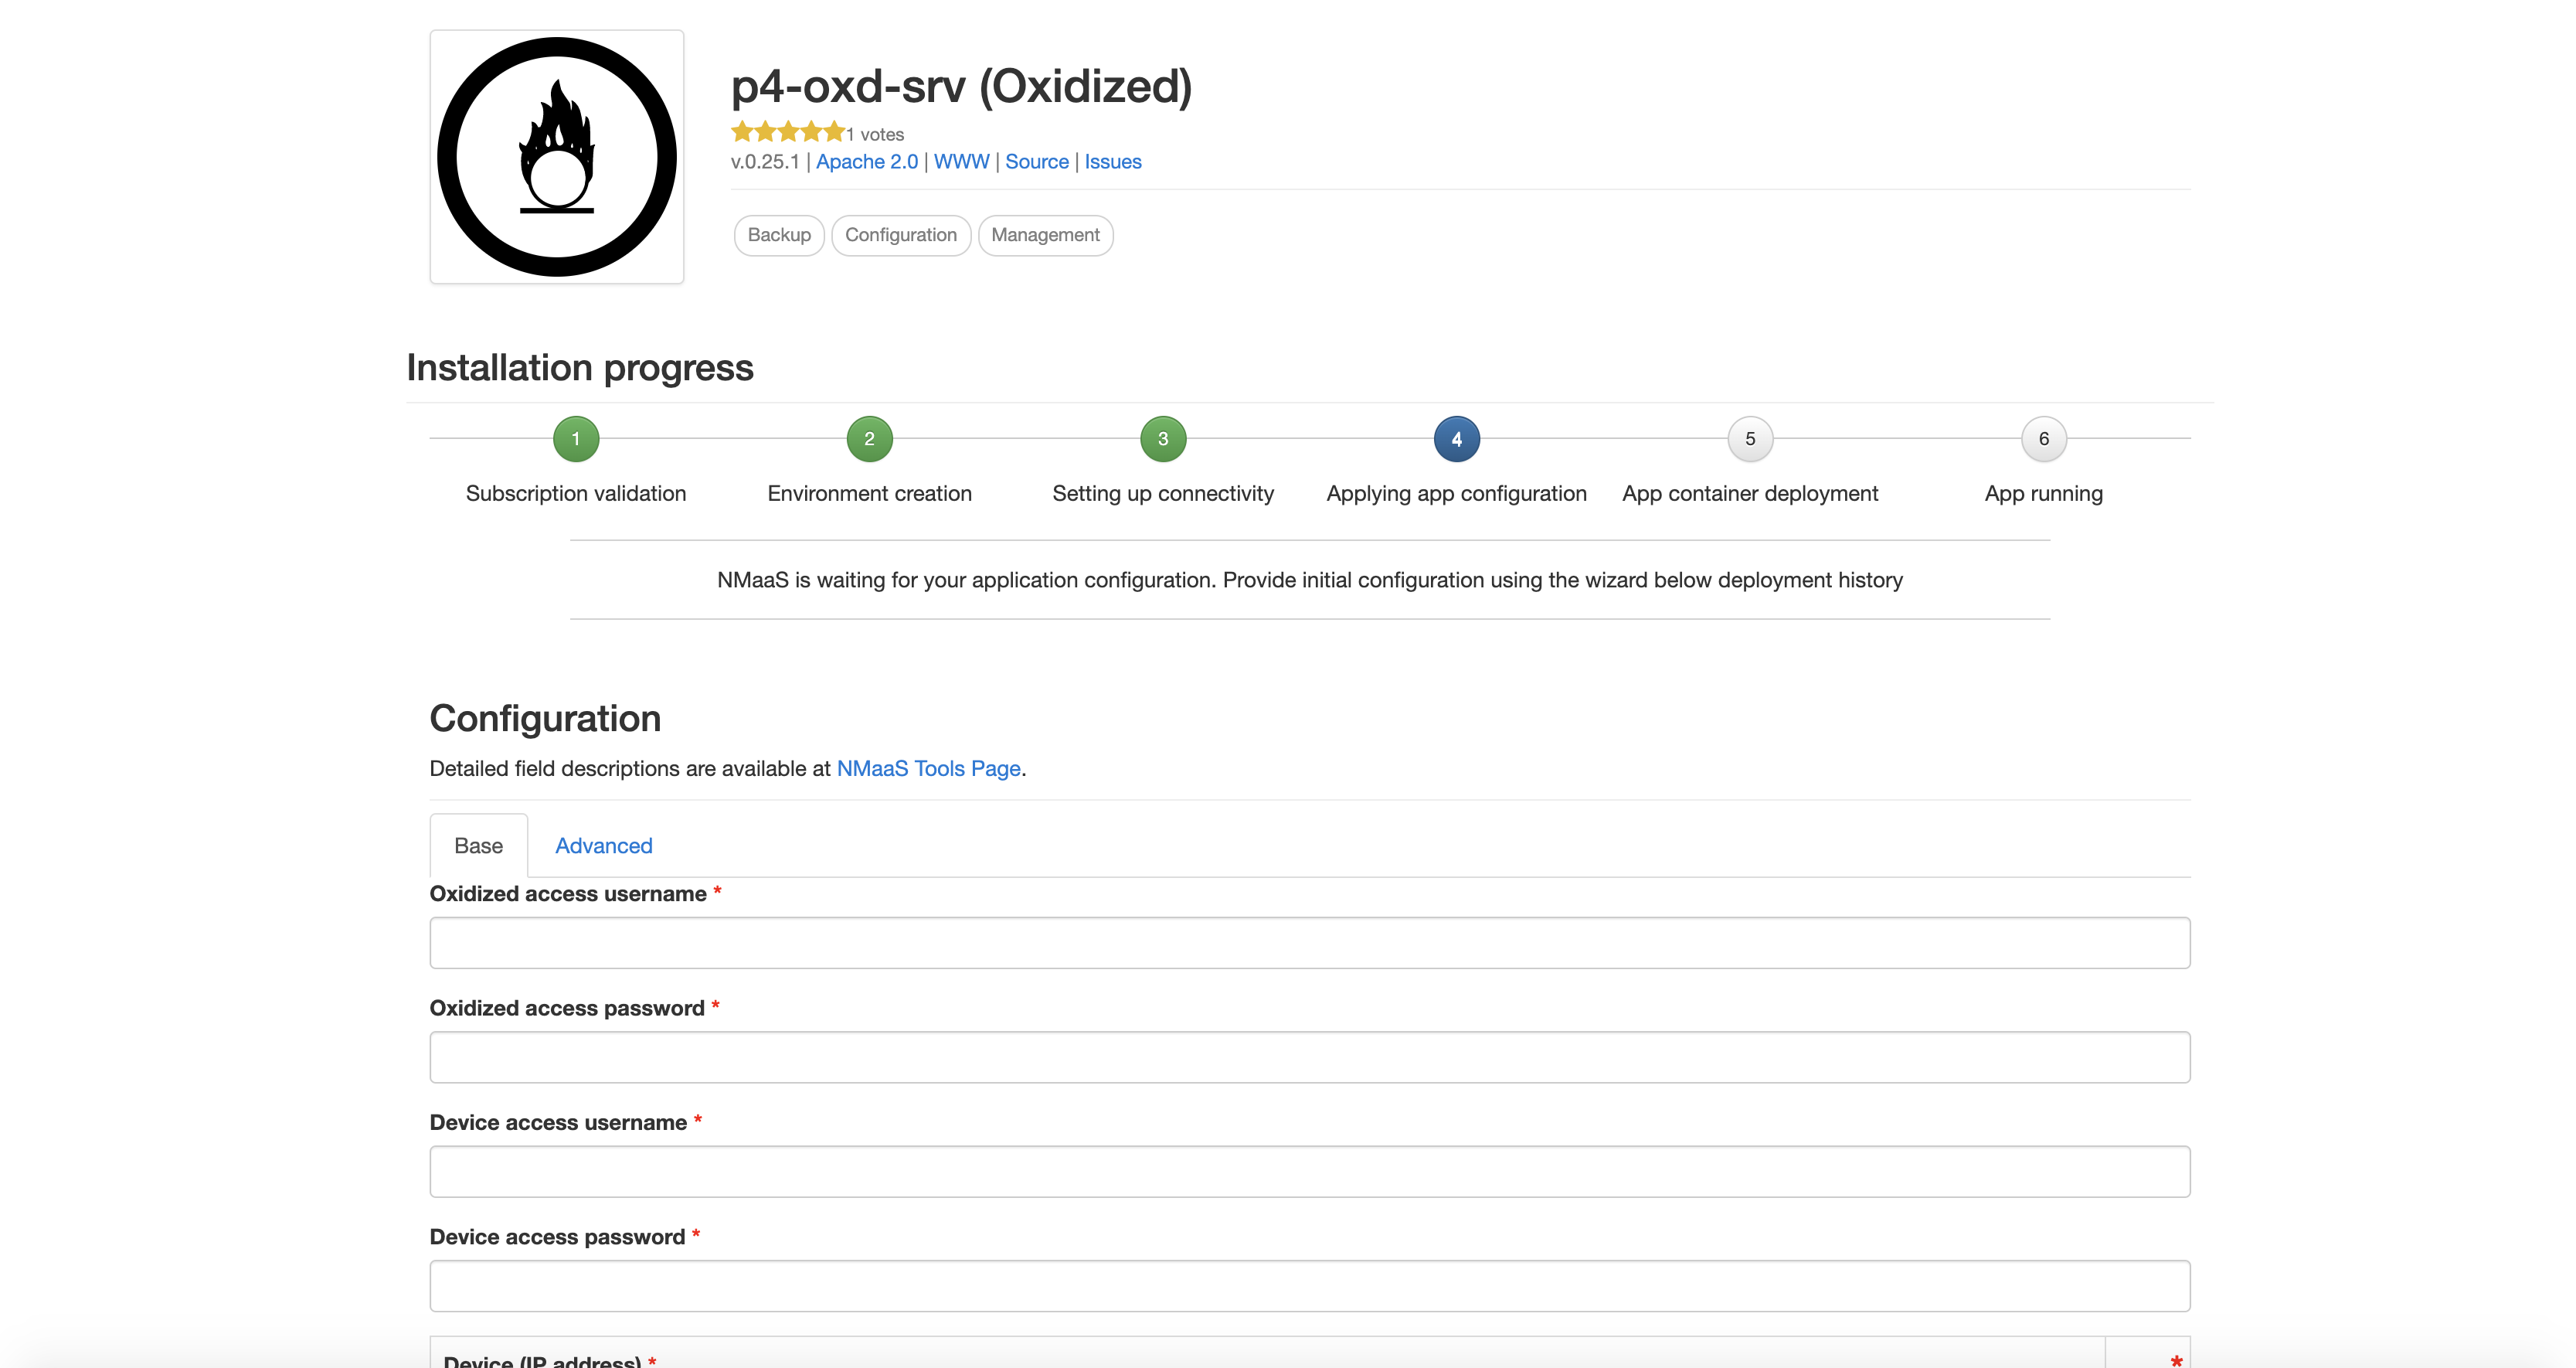 p4-oxd-srv (Oxidized)
1 votes
v.0.25.1 | Apache 2.0 | WWW | Source | Issues
Backup Configuration Management
Installation progress
1 2 3 4 5 6
Subscription validation Environment creation Setting up connectivity Applying app configuration App container deployment App running
NMaaS is waiting for your application configuration. Provide initial configuration using the wizard below deployment history
Configuration
Detailed field descriptions are available at NMaaS Tools Page.
Base Advanced
Oxidized access username *
Oxidized access password *
Device access username *
Device access password *
Device (IP address) * *